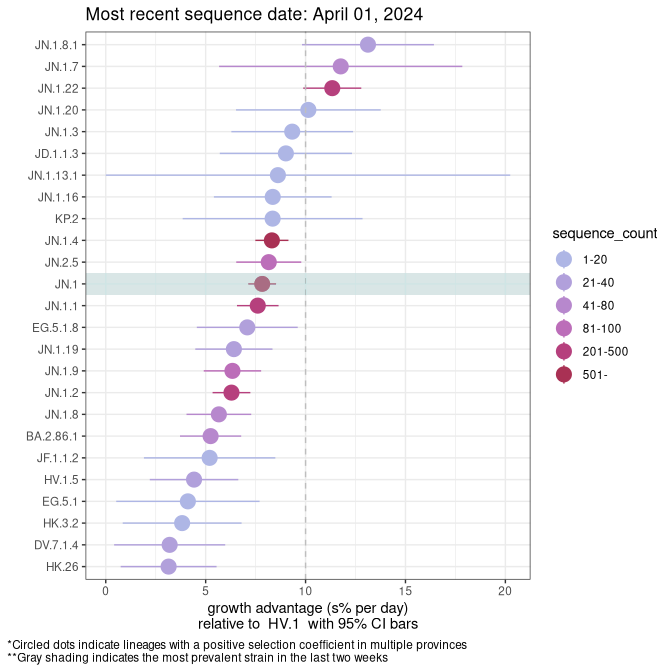 Most recent sequence date: April 01, 2024
JN.1.8.1
JN.1.7
JN.1.22
JN.1.20
JN.1.3
JD.1.1.3
JN.1.13.1
JN.1.16
KP.2
JN.1.4
JN.2.5
JN.1
JN.1.1
EG.5.1.8
JN.1.19
JN.1.9
JN.1.2
JN.1.8
BA.2.86.1
JF.1.1.2
HV.1.5
EG.5.1
HK.3.2
DV.7.1.4
HK.26
0 5 10 15 20
growth advantage (s% per day)
relative to HV.1 with 95% CI bars
sequence_count
1-20
21-40
41-80
81-100
201-500
501-
*Circled dots indicate lineages with a positive selection coefficient in multiple provinces
**Gray shading indicates the most prevalent strain in the last two weeks